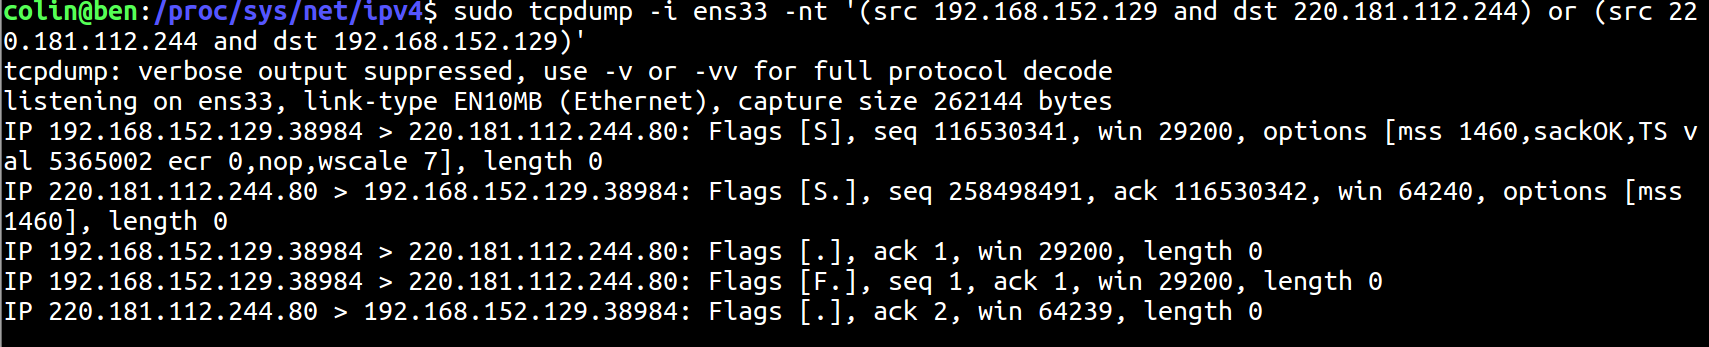 colin@ben:/proc/sys/net/ipv4$ sudo tcpdump -i ens33 -nt '(src 192.168.152.129 and dst 220.181.112.244) or (src 22
0.181.112.244 and dst 192.168.152.129)'
tcpdump: verbose output suppressed, use -v or -vv for full protocol decode
listening on ens33, link-type EN10MB (Ethernet), capture size 262144 bytes
IP 192.168.152.129.38984 > 220.181.112.244.80: Flags [S], seq 116530341, win 29200, options [mss 1460,sackOK,TS v
al 5365002 ecr 0,nop,wscale 7], length 0
IP 220.181.112.244.80 > 192.168.152.129.38984: Flags [S.], seq 258498491, ack 116530342, win 64240, options [mss
1460], length 0
IP 192.168.152.129.38984 > 220.181.112.244.80: Flags [.], ack 1, win 29200, length 0
IP 192.168.152.129.38984 > 220.181.112.244.80: Flags [F.], seq 1, ack 1, win 29200, length 0
IP 220.181.112.244.80 > 192.168.152.129.38984: Flags [.], ack 2, win 64239, length 0